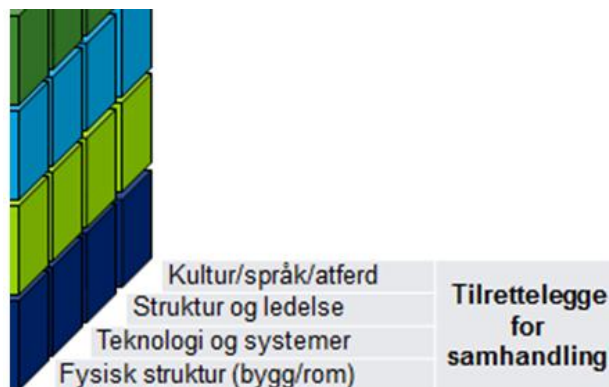 Kultur/språk/atferd
Struktur og ledelse
Teknologi og systemer
Fysisk struktur (bygg/rom)
Tilrettelegge
for
samhandling